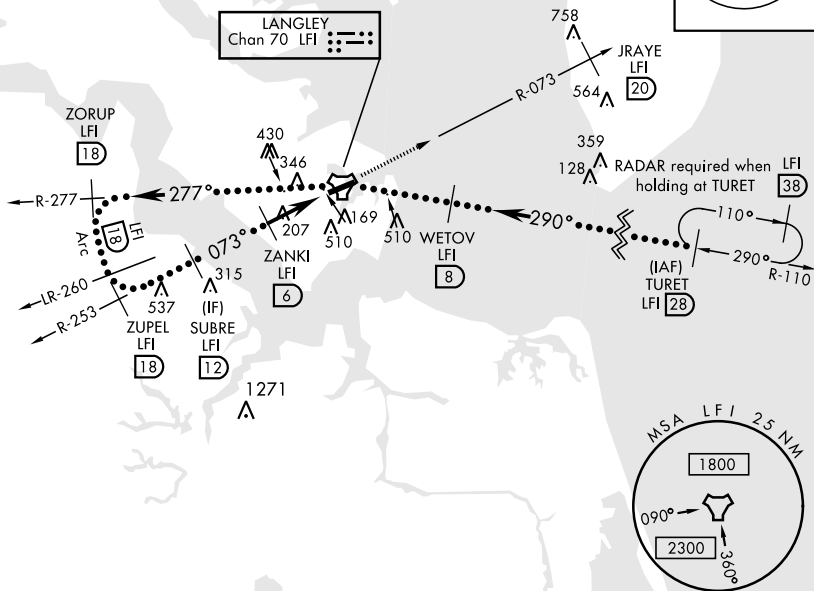 LANGLEY
Chan 70 LFI
758
JRAYE
LFI
20
R-073
564
ZORUP
LFI
18
430
346
359
128
RADAR required when
holding at TURET
LFI
38
R-277
277°
110°
Arc
18
LFI
073°
207
169
510
510
WETOV
LFI
8
290°
290°
R-110
(IAF)
TURET
LFI 28
ZANKI
LFI
6
LR-260
R-253
315
537
(IF)
SUBRE
LFI
12
ZUPEL
LFI
18
1271
MSA LFI 25 NM
1800
090°
2300
360°